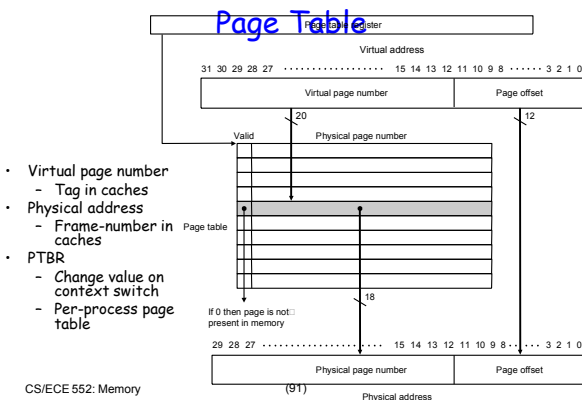 Page Table
Page table register
Virtual address
31 30 29 28 27 ·················· 15 14 13 12 11 10 9 8 ······ 3 2 1 0
Virtual page number Page offset
20 12
Valid Physical page number
• Virtual page number
– Tag in caches
• Physical address
– Frame-number in
caches
• PTBR
– Change value on
context switch
– Per-process page
table
Page table
18
If 0 then page is not
present in memory
29 28 27 ·················· 15 14 13 12 11 10 9 8 ······ 3 2 1 0
Physical page number Page offset
Physical address
CS/ECE 552: Memory (91)